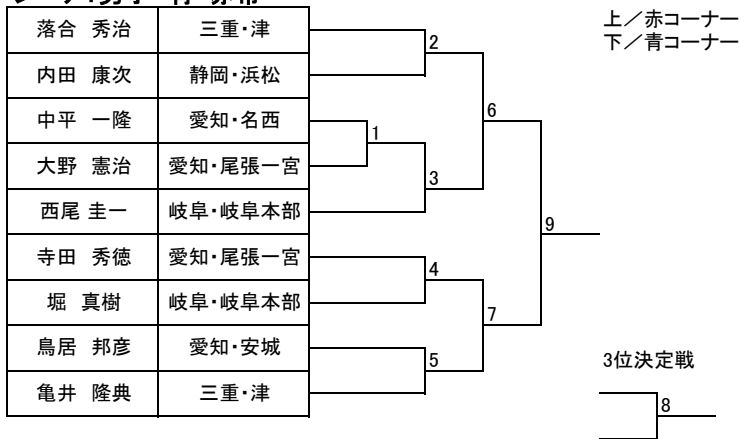 上／赤コーナー
下／青コーナー
落合 秀治 三重・津
内田 康次 静岡・浜松
中平 一隆 愛知・名西
大野 憲治 愛知・尾張一宮
西尾 圭一 岐阜・岐阜本部
寺田 秀徳 愛知・尾張一宮
堀 真樹 岐阜・岐阜本部
鳥居 邦彦 愛知・安城
亀井 隆典 三重・津
2
6
1
3
9
4
7
5
3位決定戦
8